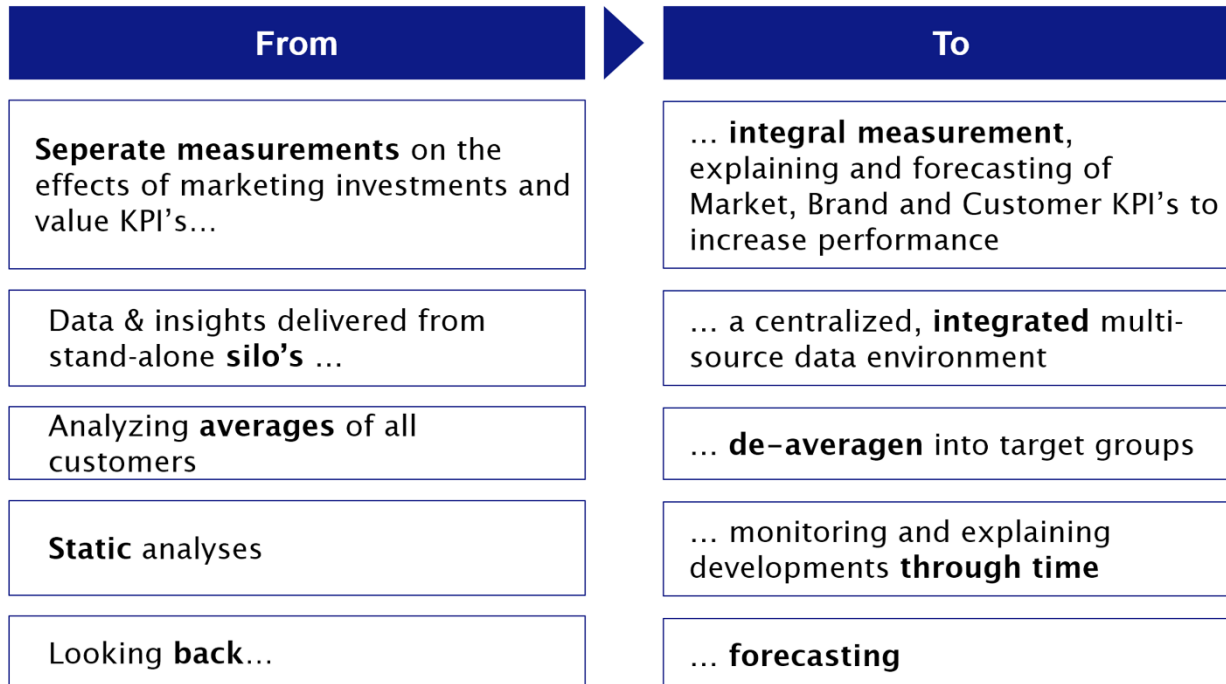 From
To
Seperate measurements on the
effects of marketing investments and
value KPI's...
... integral measurement,
explaining and forecasting of
Market, Brand and Customer KPI's to
increase performance
Data & insights delivered from
stand-alone silo's ...
... a centralized, integrated multi-
source data environment
Analyzing averages of all
customers
... de-averagen into target groups
Static analyses
... monitoring and explaining
developments through time
Looking back...
... forecasting